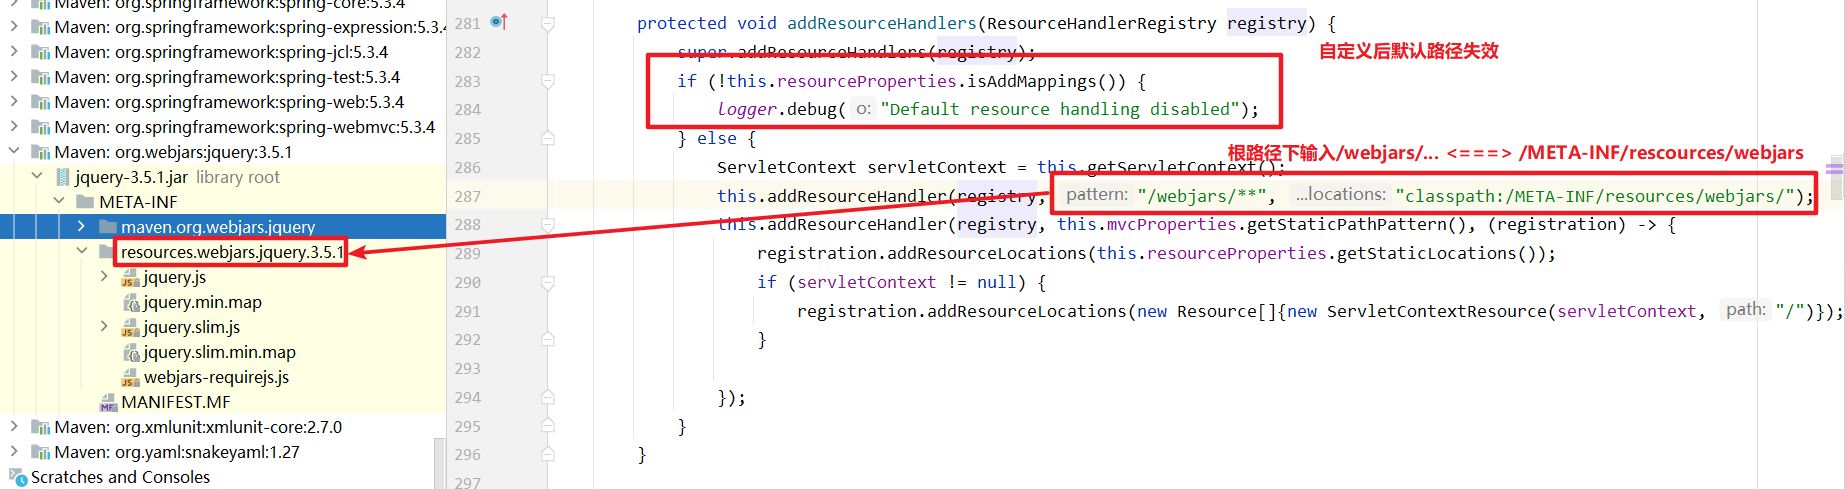 Maven: org.springframework:spring-core:5.3.4
Maven: org.springframework:spring-expression:5.3.4
Maven: org.springframework:spring-jcl:5.3.4
Maven: org.springframework:spring-test:5.3.4
Maven: org.springframework:spring-web:5.3.4
Maven: org.springframework:spring-webmvc:5.3.4
Maven: org.webjars:jquery:3.5.1
jquery-3.5.1.jar library root
META-INF
maven.org.webjars.jquery
resources.webjars.jquery.3.5.1
jquery.js
jquery.min.map
jquery.slim.js
jquery.slim.min.map
webjars-requirejs.js
MANIFEST.MF
Maven: org.xmlunit:xmlunit-core:2.7.0
Maven: org.yaml:snakeyaml:1.27
Scratches and Consoles
281 protected void addResourceHandlers(ResourceHandlerRegistry registry) {
282 super.addResourceHandlers(registry);
自定义后默认路径失效
283 if (!this.resourceProperties.isAddMappings()) {
284 logger.debug( o: "Default resource handling disabled");
285 } else {
根路径下输入/webjars/... <===> /META-INF/rescources/webjars
286 ServletContext servletContext = this.getServletContext();
287 this.addResourceHandler(registry, pattern: "/webjars/**", ...locations: "classpath:/META-INF/resources/webjars/");
288 this.addResourceHandler(registry, this.mvcProperties.getStaticPathPattern(), (registration) -> {
289 registration.addResourceLocations(this.resourceProperties.getStaticLocations());
290 if (servletContext != null) {
291 registration.addResourceLocations(new Resource[]{new ServletContextResource(servletContext, path: "/")});
292 }
293
294 });
295 }
296 }
297